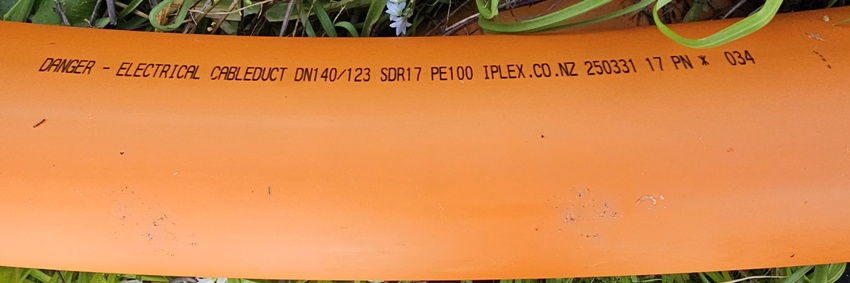 DANGER - ELECTRICAL CABLEDUCT DN140/123 SDR17 PE100 IPLEX.CO.NZ 250331 17 PN * 034